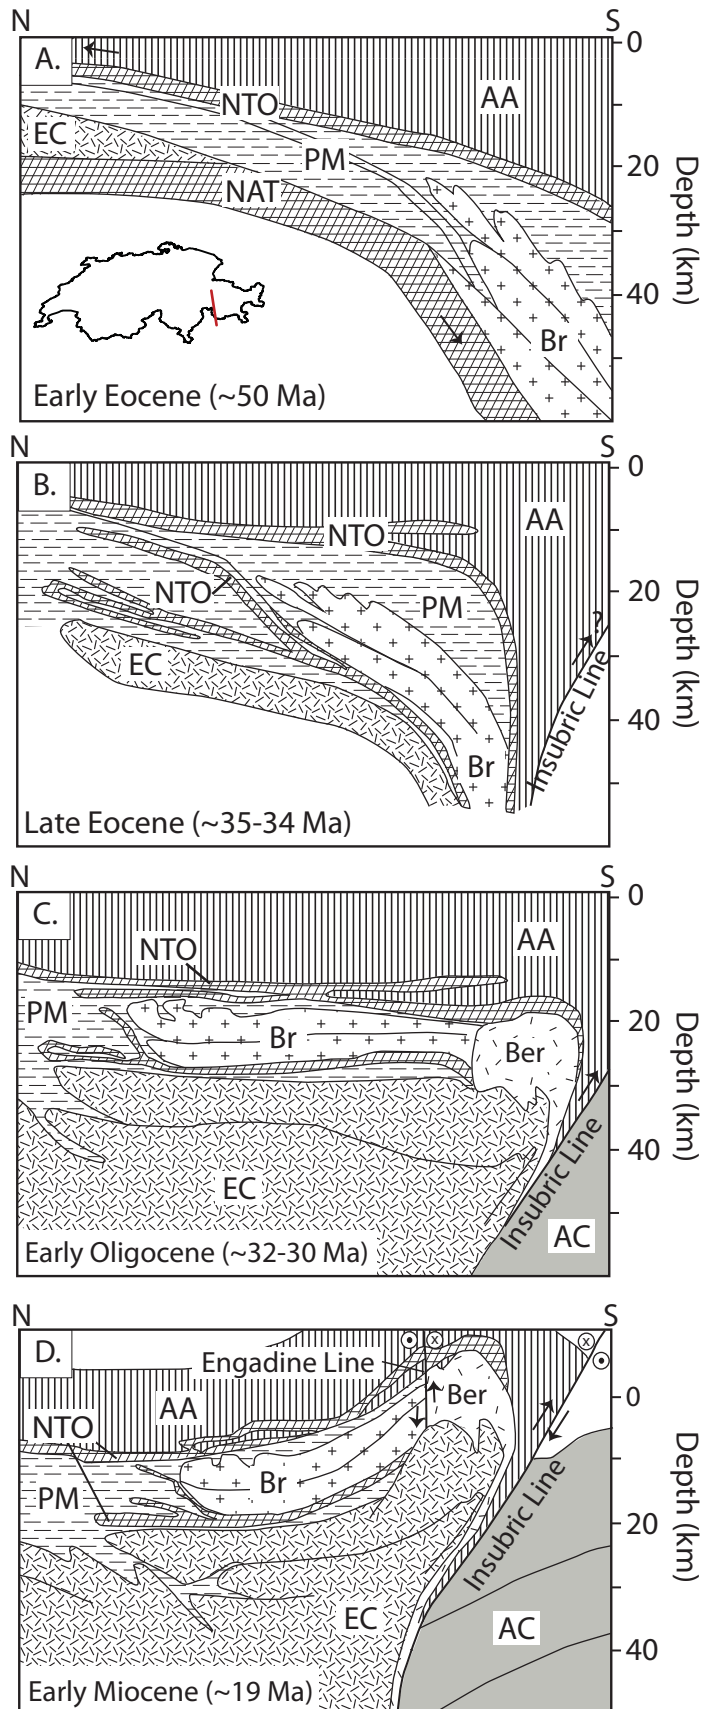 N S
A.
0
NTO
AA
EC
PM
20
NAT
Depth (km)
40
Br
Early Eocene (~50 Ma)
N S
B.
0
NTO
AA
NTO
PM
20
?
EC
Depth (km)
Insubric Line
40
Br
Late Eocene (~35-34 Ma)
N S
C.
0
NTO
AA
PM
Br
Ber
20
Depth (km)
40
Insubric Line
EC
AC
Early Oligocene (~32-30 Ma)
N S
D.
x x
Engadine Line
Ber
0
NTO
AA
PM
Br
Depth (km)
20
Insubric Line
EC
AC
40
Early Miocene (~19 Ma)